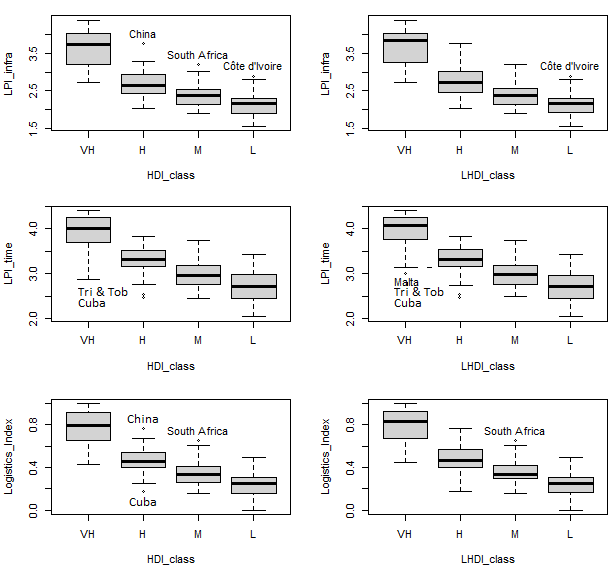 LPI_infra
3.5
2.5
1.5
China
South Africa
Côte d'Ivoire
VH H M L
HDI_class
LPI_infra
3.5
2.5
1.5
Côte d'Ivoire
VH H M L
LHDI_class
LPI_time
4.0
3.0
2.0
Tri & Tob
Cuba
VH H M L
HDI_class
LPI_time
4.0
3.0
2.0
Malta
Tri & Tob
Cuba
VH H M L
LHDI_class
Logistics_Index
0.8
0.4
0.0
China
South Africa
Cuba
VH H M L
HDI_class
Logistics_Index
0.8
0.4
0.0
South Africa
VH H M L
LHDI_class